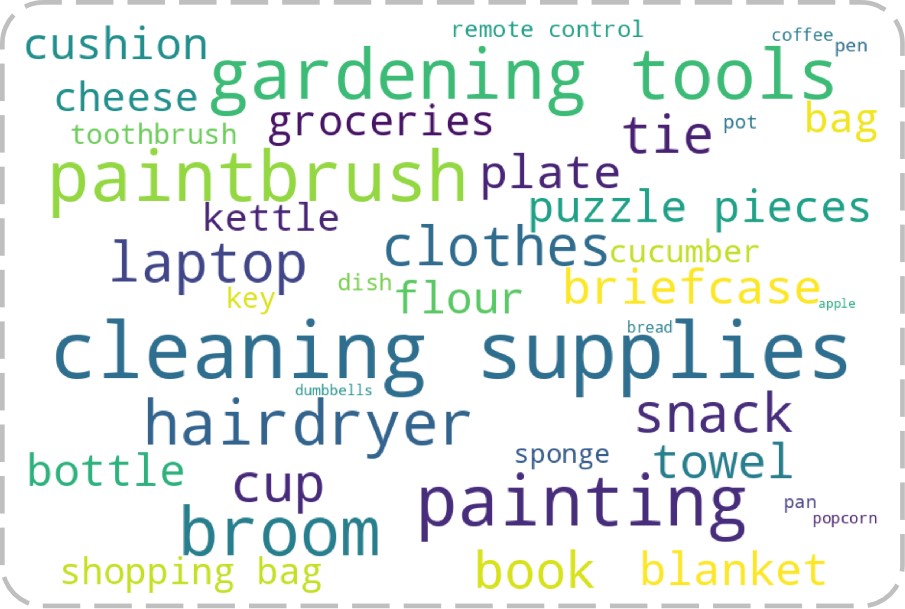 remote control
coffee
pen
cushion
gardening tools
cheese
toothbrush
groceries
tie
pot
bag
paintbrush
plate
kettle
puzzle pieces
laptop
clothes
cucumber
key
dish
flour
briefcase
apple
cleaning supplies
bread
dumbbells
hairdryer
snack
bottle
cup
sponge
towel
painting
pan
popcorn
broom
shopping bag
book
blanket